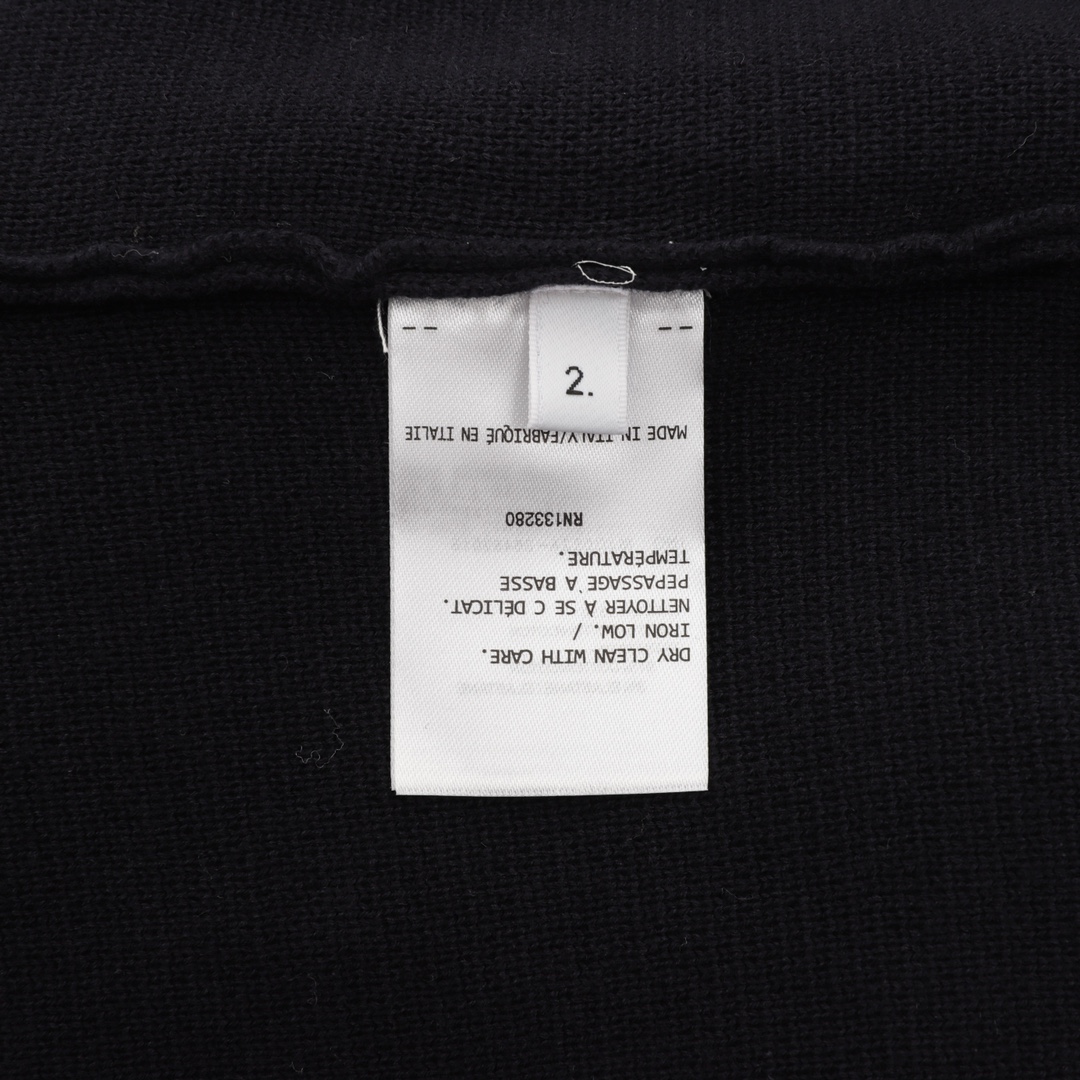 2.
DRY CLEAN WITH CARE.
IRON LOW. /
NETTOYER À SE C DÉLICAT.
PEPASSAGE À BASSE
TEMPÉRATURE.
RN133280
MADE IN ITALY/FABRIQUÉ EN ITALIE